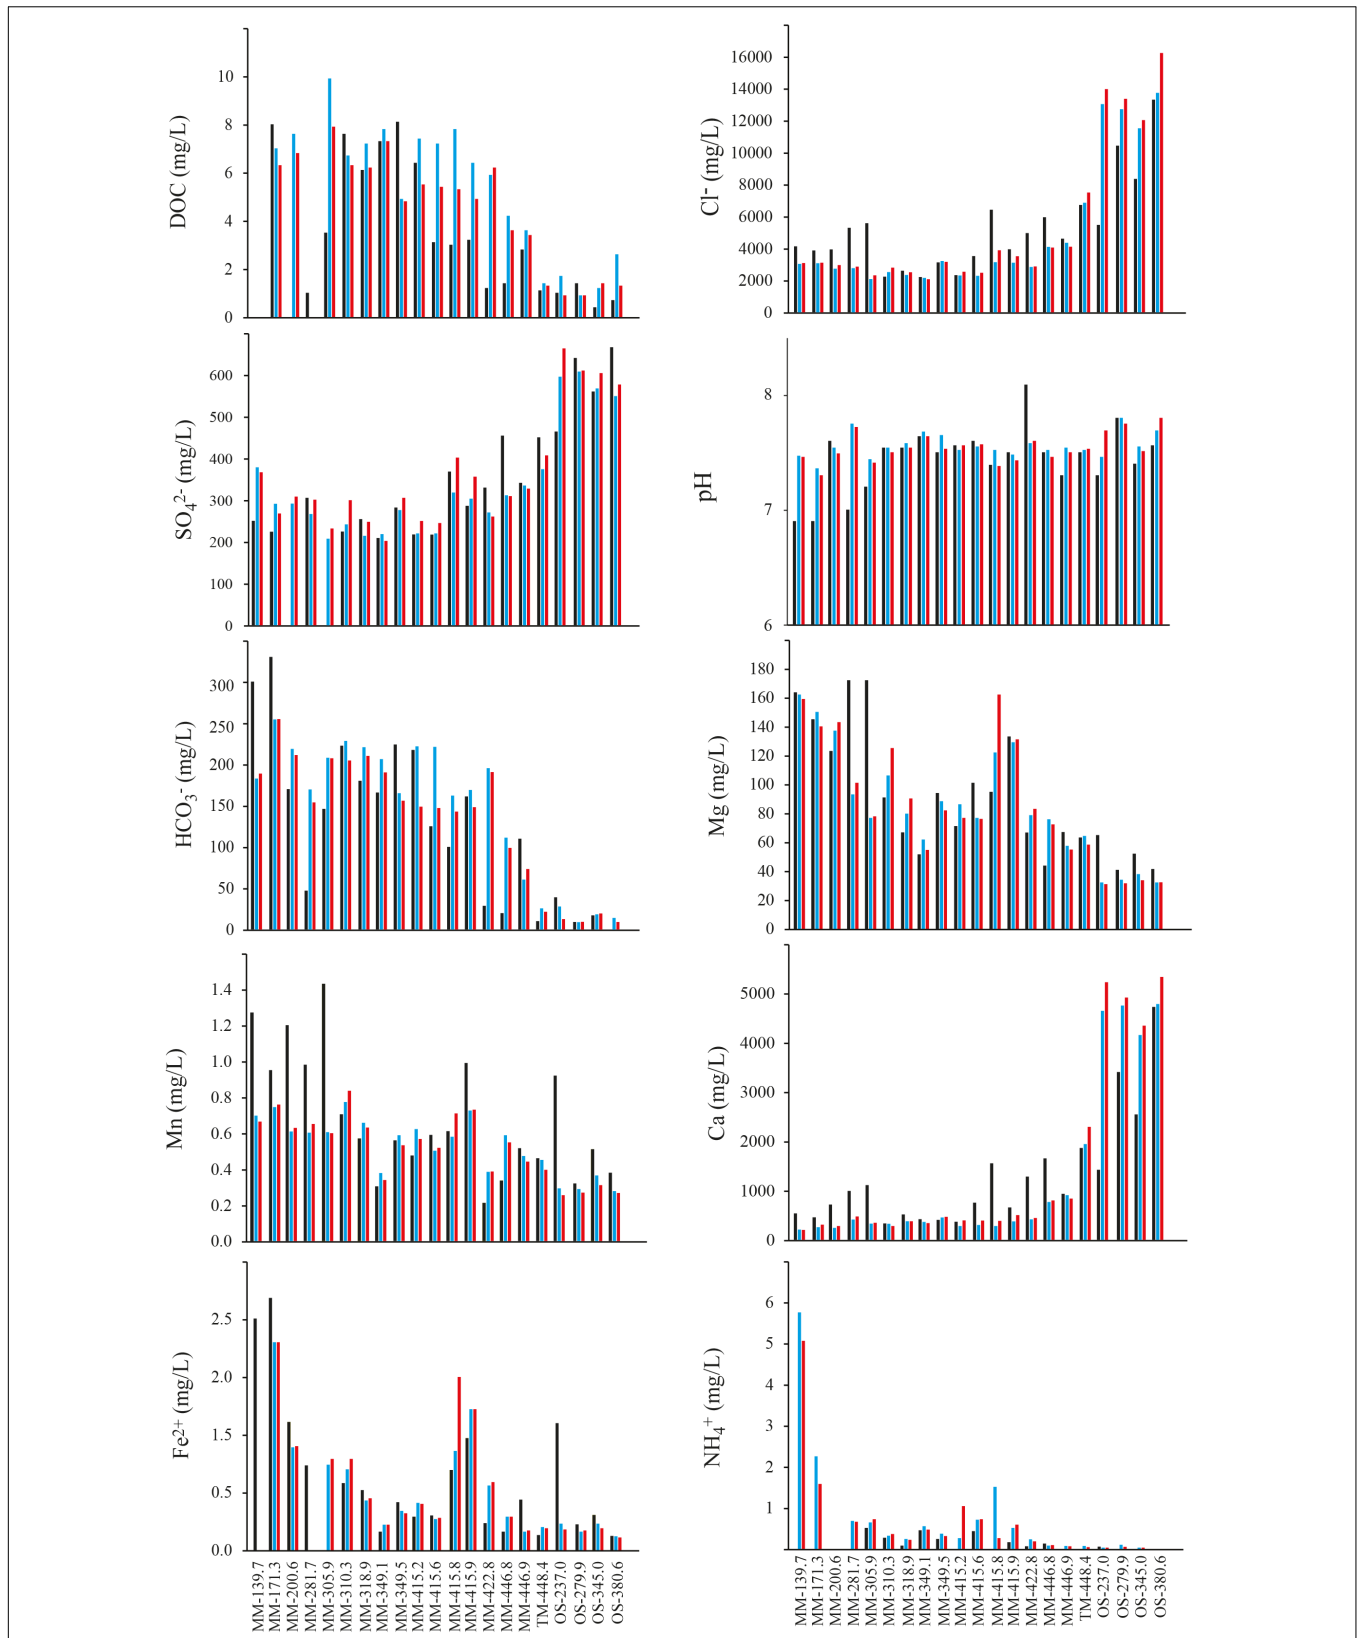 DOC (mg/L)
10
8
6
4
2
0
Cl⁻ (mg/L)
16000
14000
12000
10000
8000
6000
4000
2000
0
SO₄²⁻ (mg/L)
600
500
400
300
200
100
0
pH
8
7
6
HCO₃⁻ (mg/L)
300
250
200
150
100
50
0
Mg (mg/L)
180
160
140
120
100
80
60
40
20
0
Mn (mg/L)
1.4
1.2
1.0
0.8
0.6
0.4
0.2
0.0
Ca (mg/L)
5000
4000
3000
2000
1000
0
Fe²⁺ (mg/L)
2.5
2.0
1.5
0.5
0.0
MM-139.7
MM-171.3
MM-200.6
MM-281.7
MM-305.9
MM-310.3
MM-318.9
MM-349.1
MM-349.5
MM-415.2
MM-415.6
MM-415.8
MM-415.9
MM-422.8
MM-446.8
MM-446.9
TM-448.4
OS-237.0
OS-279.9
OS-345.0
OS-380.6
NH₄⁺ (mg/L)
6
5
4
3
2
1
MM-139.7
MM-171.3
MM-200.6
MM-281.7
MM-305.9
MM-310.3
MM-318.9
MM-349.1
MM-349.5
MM-415.2
MM-415.6
MM-415.8
MM-415.9
MM-422.8
MM-446.8
MM-446.9
TM-448.4
OS-237.0
OS-279.9
OS-345.0
OS-380.6